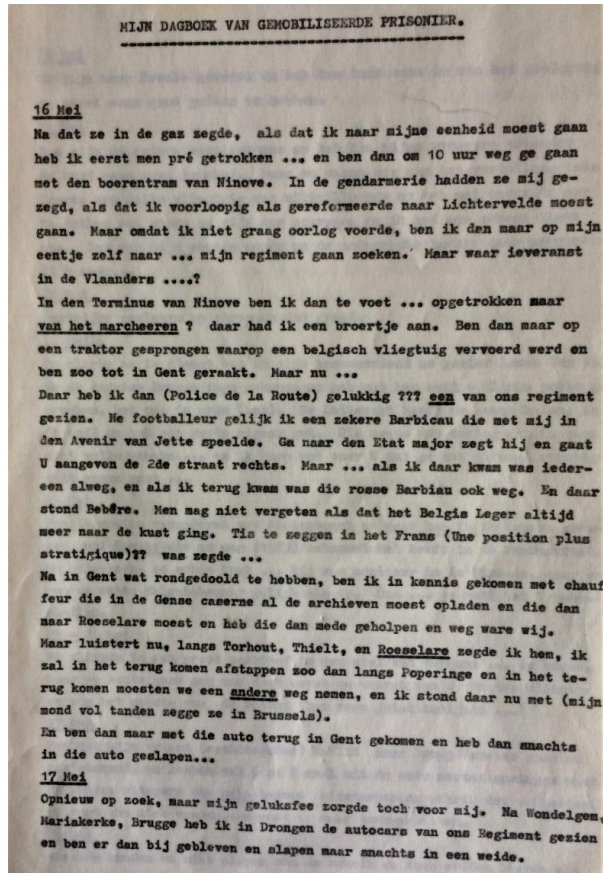 MIJN DAGBOEK VAN GEMOBILISEERDE PRISONIER.
16 Mei
Na dat ze in de gaz zegde, als dat ik naar mijne eenheid moest gaan
heb ik eerst men pré getrokken ... en ben dan om 10 uur weg ge gaan
met den boerentram van Ninove. In de gendarmerie hadden ze mij ge-
zegd, als dat ik voorloopig als gereformeerde naar Lichtervelde moest
gaan. Maar omdat ik niet graag oorlog voerde, ben ik dan maar op mijn
eentje zelf naar ... mijn regiment gaan zoeken. Maar waar ieveranst
in de Vlaanders ....?
In den Terminus van Ninove ben ik dan te voet ... opgetrokken maar
van het marcheeren ? daar had ik een broertje aan. Ben dan maar op
een traktor gesprongen waarop een belgisch vliegtuig vervoerd werd en
ben zoo tot in Gent geraakt. Maar nu ...
Daar heb ik dan (Police de la Route) gelukkig ??? een van ons regiment
gezien. Ne footballeur gelijk ik een zekere Barbicau die met mij in
den Avenir van Jette speelde. Ga naar den Etat major zegt hij en gaat
U aangeven de 2de straat rechts. Maar ... als ik daar kwam was ieder-
een alweg, en als ik terug kwam was die rosse Barbiau ook weg. En daar
stond Bebêre. Men mag niet vergeten als dat het Belgis Leger altijd
meer naar de kust ging. Tis te zeggen in het Frans (Une position plus
stratigique)?? was zegde ...
Na in Gent wat rondgedoold te hebben, ben ik in kennis gekomen met chauf
feur die in de Gense caserne al de archieven moest opladen en die dan
naar Roeselare moest en heb die dan mede geholpen en weg ware wij.
Maar luistert nu, langs Torhout, Thielt, en Roeselare zegde ik hem, ik
zal in het terug komen afstappen zoo dan langs Poperinge en in het te-
rug komen moesten we een andere weg nemen, en ik stond daar nu met (mijn
mond vol tanden zegge ze in Brussels).
En ben dan maar met die auto terug in Gent gekomen en heb dan snachts
in die auto geslapen...
17 Mei
Opnieuw op zoek, maar mijn geluksfee zorgde toch voor mij. Na Wondelgem,
Mariakerke, Brugge heb ik in Drongen de autocars van ons Regiment gezien
en ben er dan bij gebleven en slapen maar snachts in een weide.